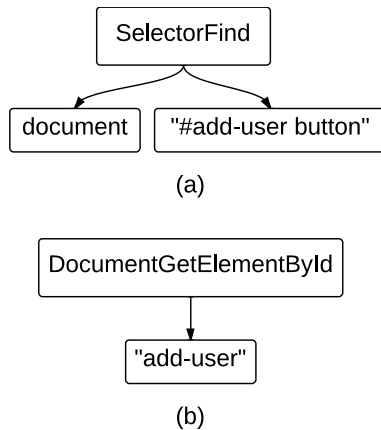 SelectorFind
document "#add-user button"
(a)
DocumentGetElementById
"add-user"
(b)